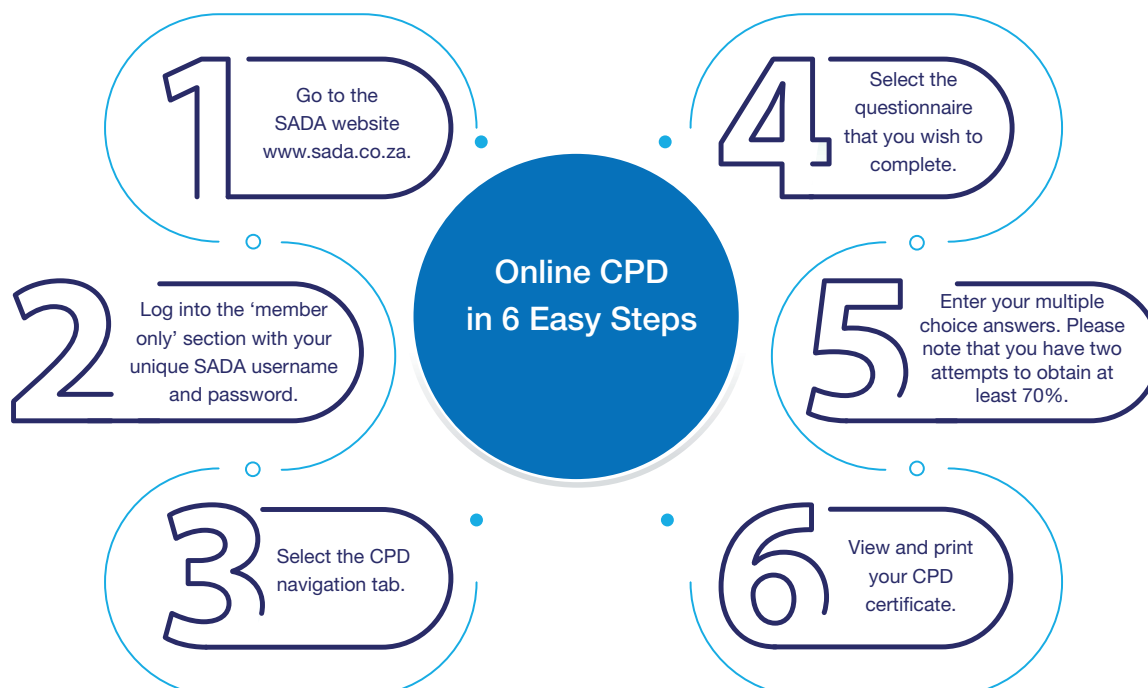 Online CPD
in 6 Easy Steps
1
Go to the
SADA website
www.sada.co.za.
2
Log into the ‘member
only’ section with your
unique SADA username
and password.
3
Select the CPD
navigation tab.
4
Select the
questionnaire
that you wish to
complete.
5
Enter your multiple
choice answers. Please
note that you have two
attempts to obtain at
least 70%.
6
View and print
your CPD
certificate.